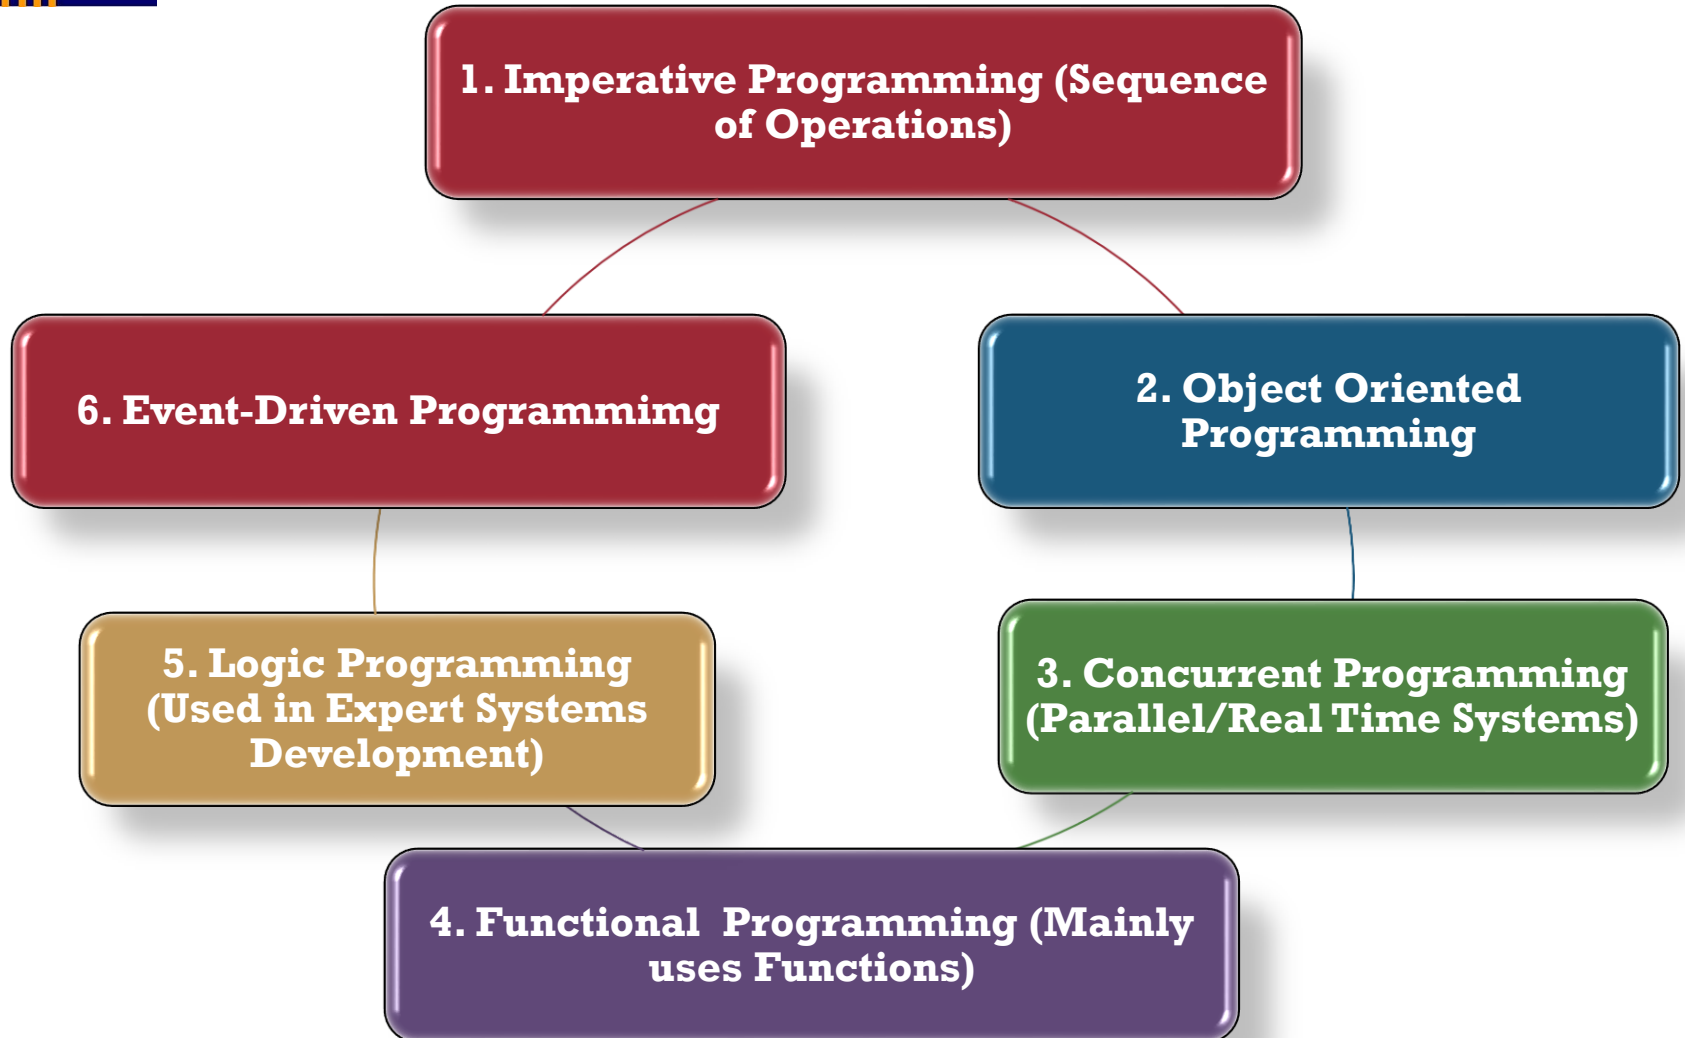 1. Imperative Programming (Sequence
of Operations)
2. Object Oriented
Programming
3. Concurrent Programming
(Parallel/Real Time Systems)
4. Functional  Programming (Mainly
uses Functions)
5. Logic Programming
(Used in Expert Systems
Development)
6. Event-Driven Programmimg